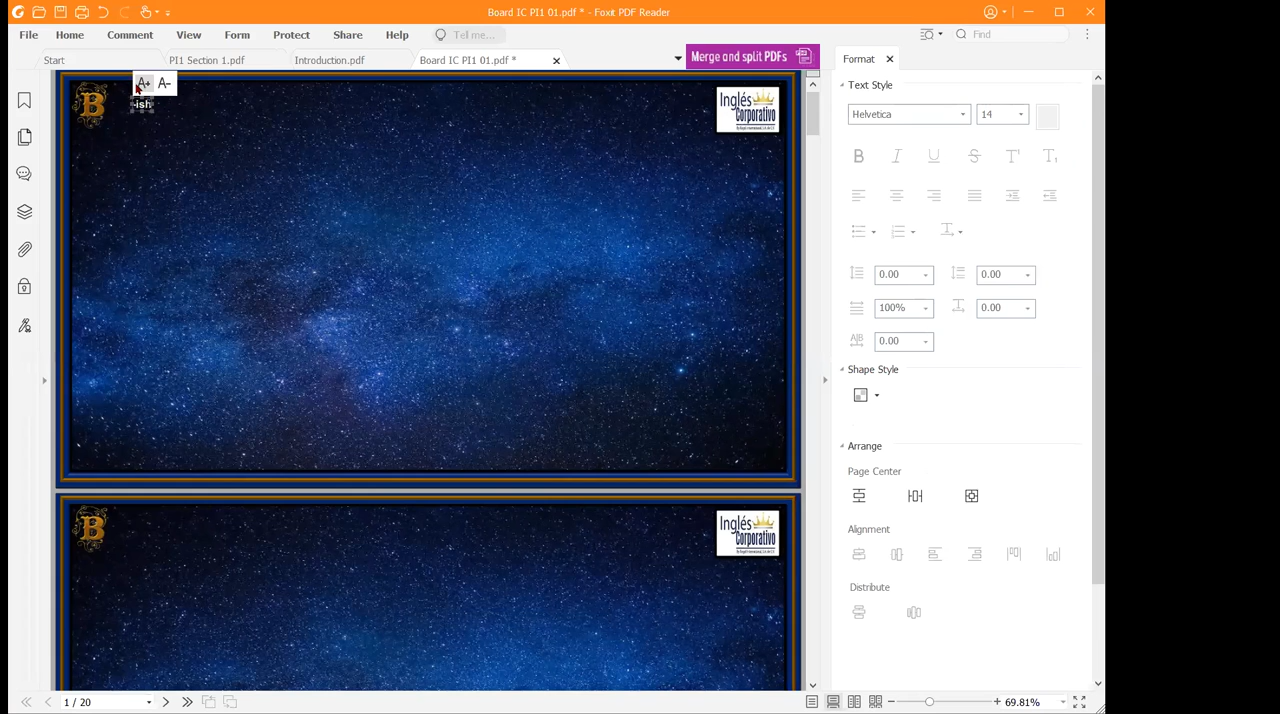 Board IC PI1 01.pdf * - Foxit PDF Reader
File Home Comment View Form Protect Share Help Tell me... Find
Start PI1 Section 1.pdf Introduction.pdf Board IC PI1 01.pdf * Merge and split PDFs Format
A+ A-
-ish
B
Inglés
Corporativo
Text Style
Helvetica 14
B I U S T' T,
0.00 0.00
100% 0.00
A|B 0.00
Shape Style
Arrange
Page Center
Alignment
Distribute
B
Inglés
Corporativo
1 / 20 69.81%